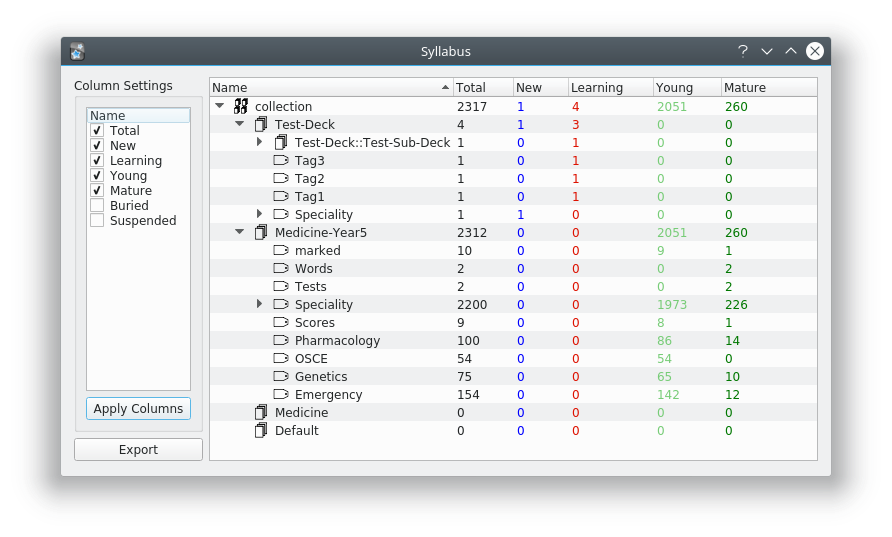 Syllabus
Column Settings
Name
Total
New
Learning
Young
Mature
Buried
Suspended
Apply Columns
Export
Name Total New Learning Young Mature
collection 2317 1 4 2051 260
Test-Deck 4 1 3 0 0
Test-Deck::Test-Sub-Deck 1 0 1 0 0
Tag3 1 0 1 0 0
Tag2 1 0 1 0 0
Tag1 1 0 1 0 0
Speciality 1 1 0 0 0
Medicine-Year5 2312 0 0 2051 260
marked 10 0 0 9 1
Words 2 0 0 0 2
Tests 2 0 0 0 2
Speciality 2200 0 0 1973 226
Scores 9 0 0 8 1
Pharmacology 100 0 0 86 14
OSCE 54 0 0 54 0
Genetics 75 0 0 65 10
Emergency 154 0 0 142 12
Medicine 0 0 0 0 0
Default 0 0 0 0 0